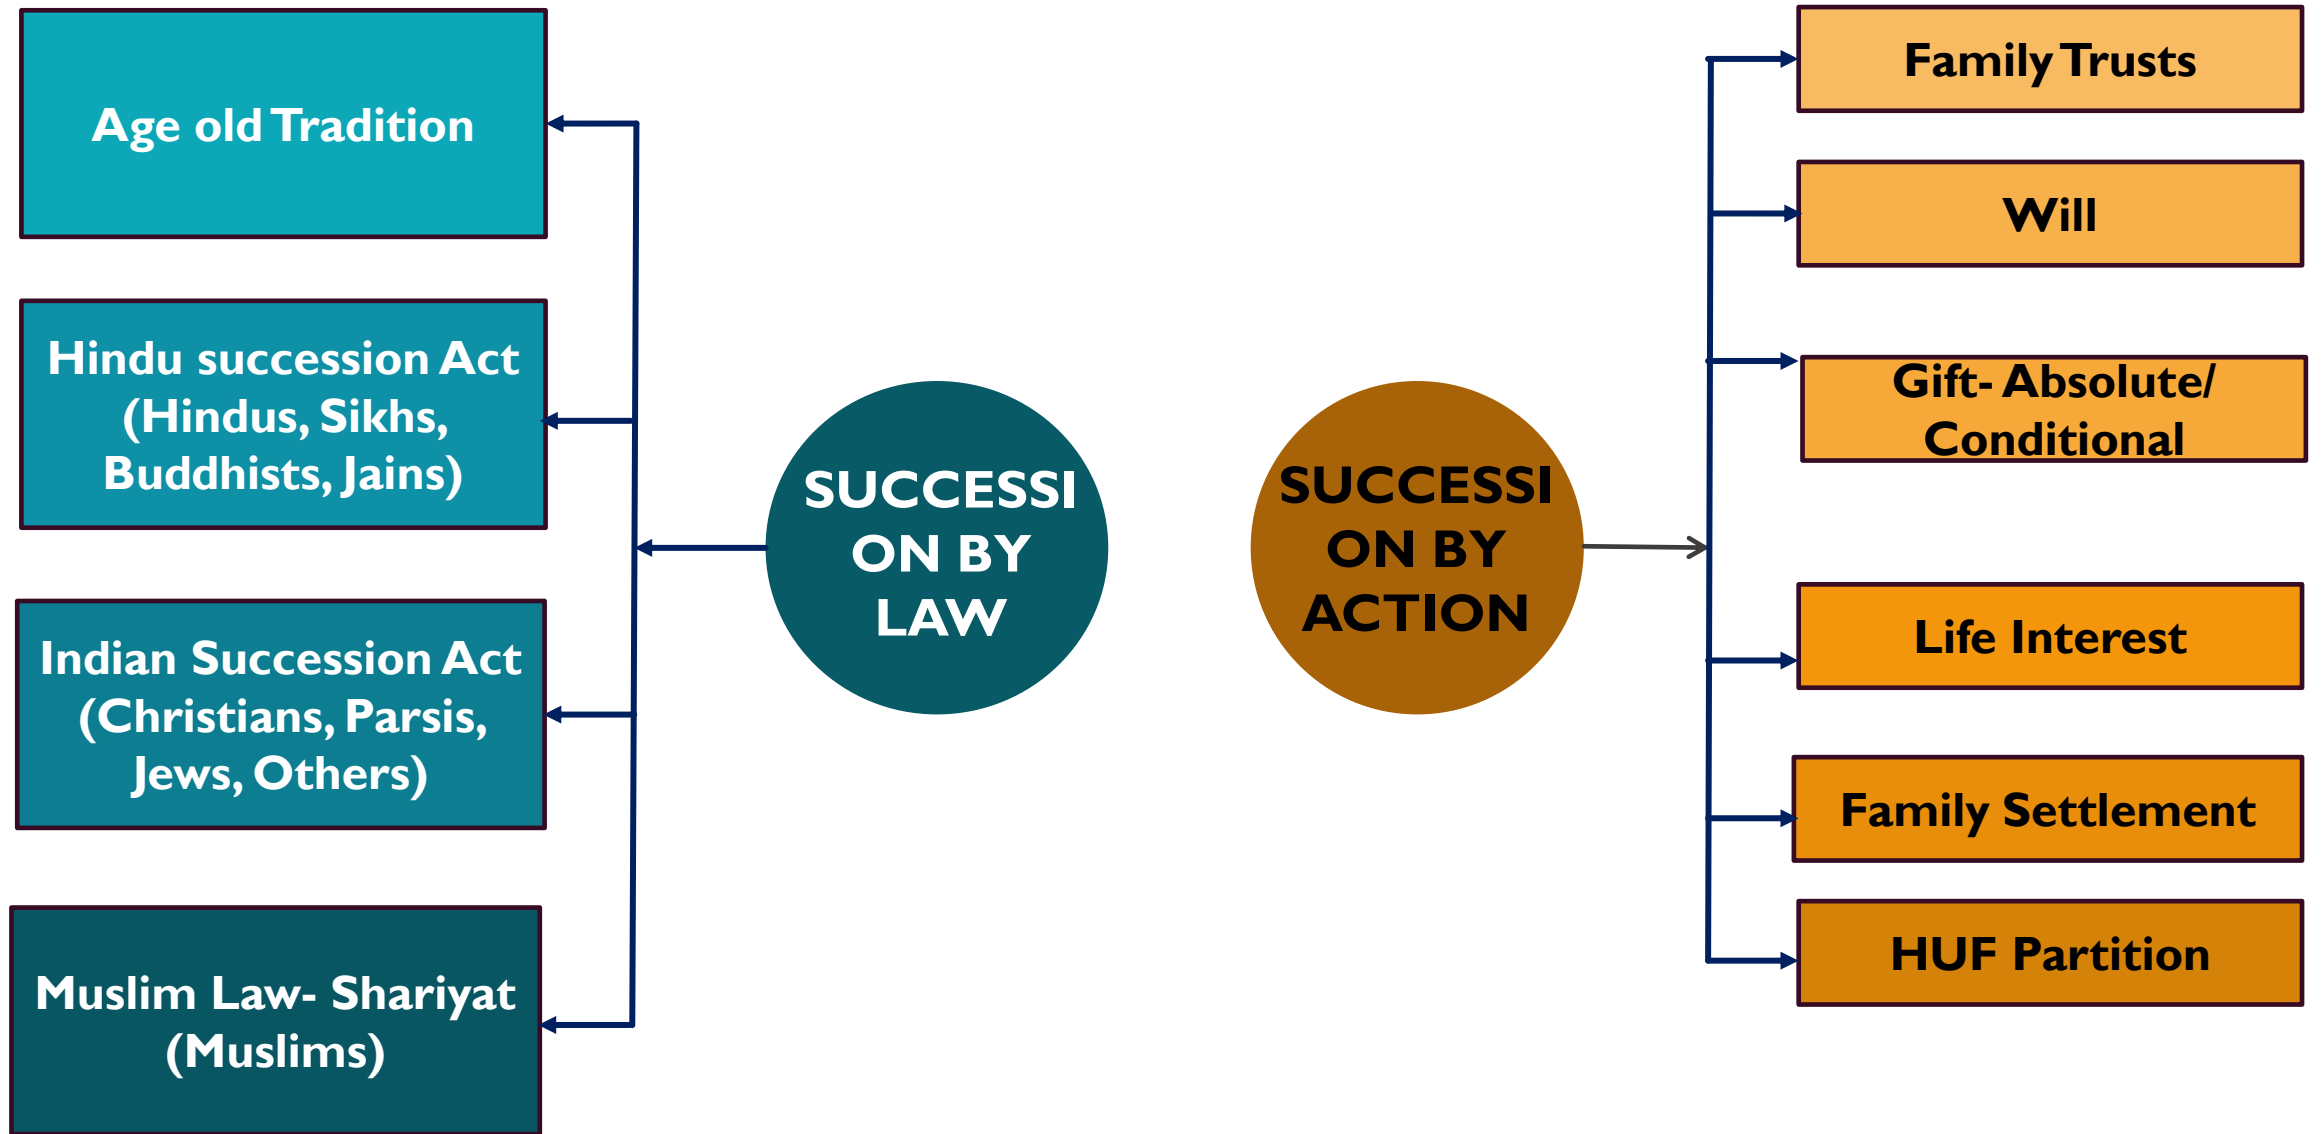 Age old Tradition
Hindu succession Act
(Hindus, Sikhs,
Buddhists, Jains)
Indian Succession Act
(Christians, Parsis,
Jews, Others)
Muslim Law- Shariyat
(Muslims)
SUCCESSI
ON BY
LAW
SUCCESSI
ON BY
ACTION
Family Trusts
Will
Gift- Absolute/
Conditional
Life Interest
Family Settlement
HUF Partition